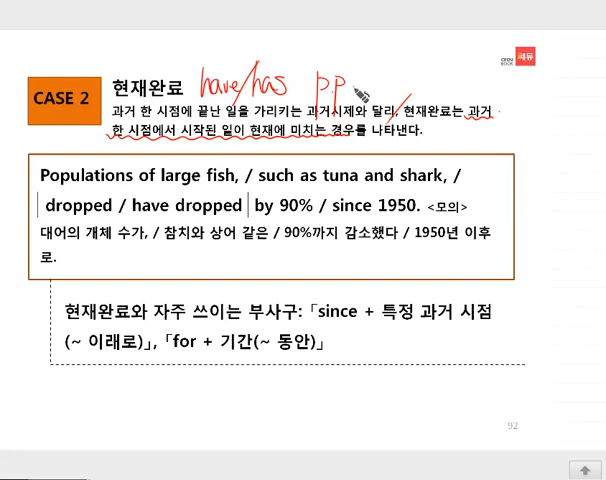 쎄듀
CASE 2
현재완료 have/has p.p
과거 한 시점에 끝난 일을 가리키는 과거시제와 달리, 현재완료는 과거
한 시점에서 시작된 일이 현재에 미치는 경우를 나타낸다.
Populations of large fish, / such as tuna and shark, /
dropped / have dropped by 90% / since 1950. <모의>
대어의 개체 수가, / 참치와 상어 같은 / 90%까지 감소했다 / 1950년 이후
로.
현재완료와 자주 쓰이는 부사구: 「since + 특정 과거 시점
(~ 이래로)」, 「for + 기간(~ 동안)」
92